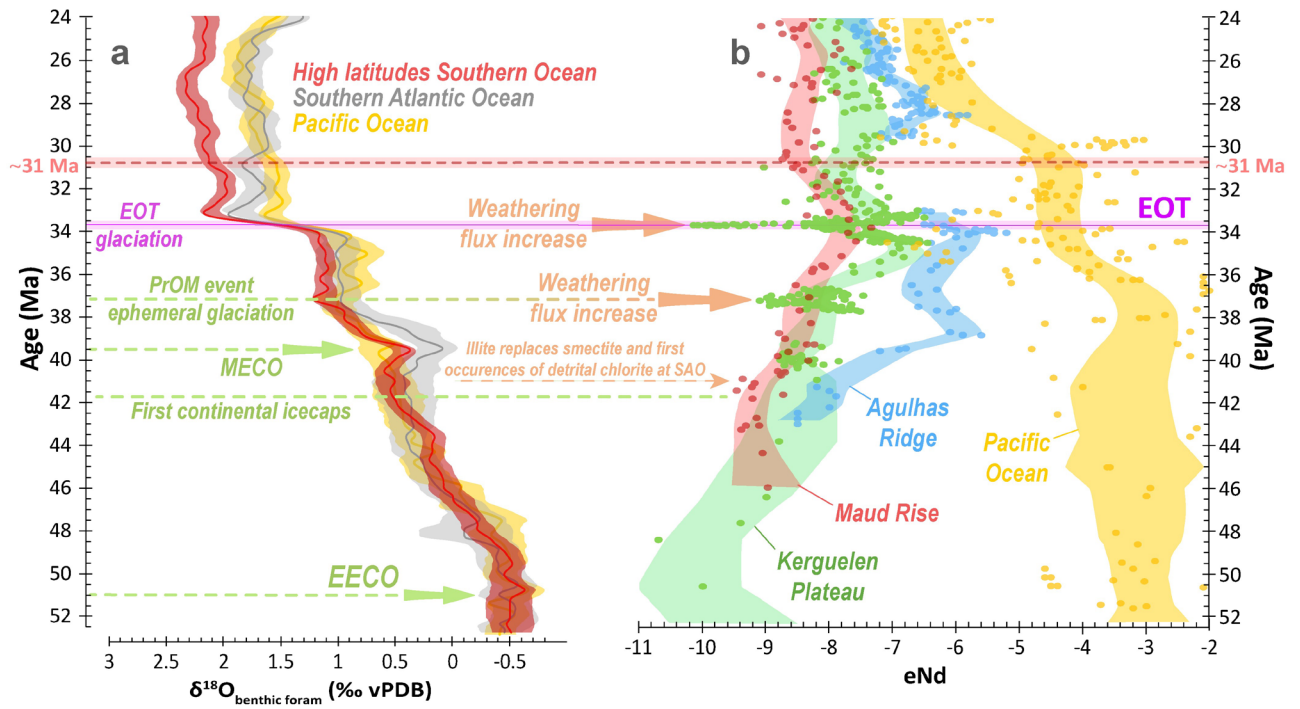 a
b
High latitudes Southern Ocean
Southern Atlantic Ocean
Pacific Ocean
24
26
28
30
~31 Ma
32
34
36
38
40
42
44
46
48
50
52
Age (Ma)
EOT
glaciation
PrOM event
ephemeral glaciation
MECO
First continental icecaps
EECO
3
2
1.5
1
0.5
0
-0.5
δ18Obenthic foram (‰ vPDB)
Weathering
flux increase
Weathering
flux increase
Illite replaces smectite and first
occurences of detrital chlorite at SAO
Agulhas
Ridge
Maud Rise
Kerguelen
Plateau
Pacific
Ocean
EOT
-11
-10
-9
-8
-7
-6
-5
-4
-3
-2
eNd
24
26
28
30
~31 Ma
32
34
36
38
40
42
44
46
48
50
52
Age (Ma)